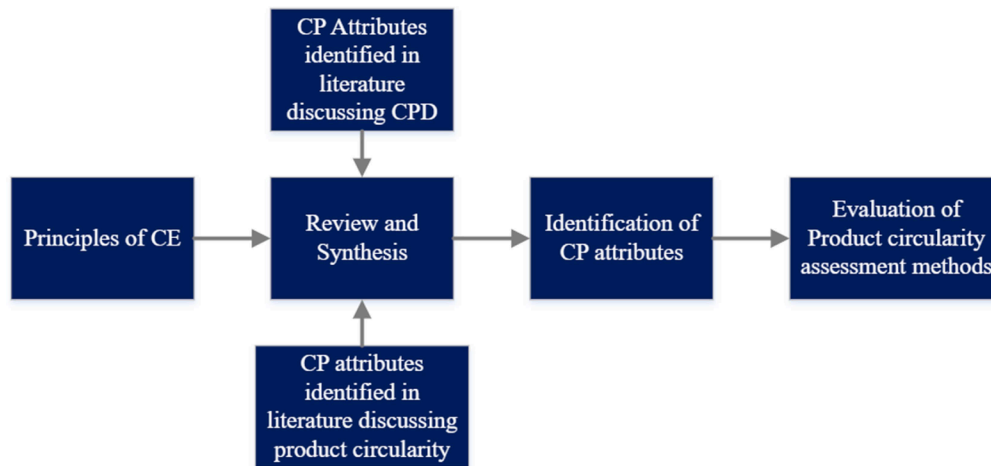 CP Attributes
identified in
literature
discussing CPD
Principles of CE
Review and
Synthesis
Identification of
CP attributes
Evaluation of
Product circularity
assessment methods
CP attributes
identified in
literature discussing
product circularity